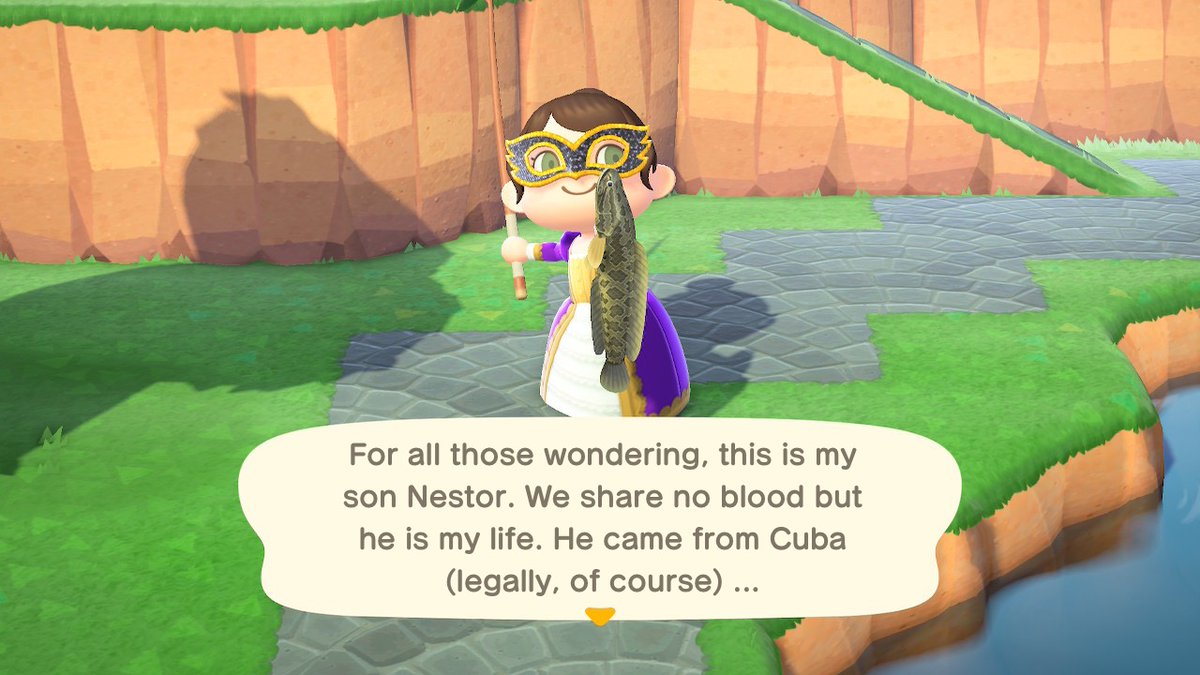 For all those wondering, this is my
son Nestor. We share no blood but
he is my life. He came from Cuba
(legally, of course) ...